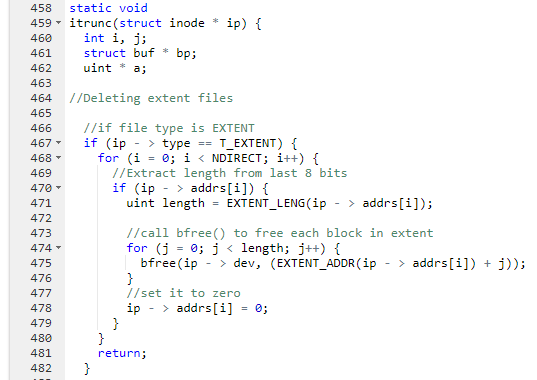 458 static void
459 itrunc(struct inode * ip) {
460 int i, j;
461 struct buf * bp;
462 uint * a;
463
464 //Deleting extent files
465
466 //if file type is EXTENT
467 if (ip - > type == T_EXTENT) {
468 for (i = 0; i < NDIRECT; i++) {
469 //Extract length from last 8 bits
470 if (ip - > addrs[i]) {
471 uint length = EXTENT_LENG(ip - > addrs[i]);
472
473 //call bfree() to free each block in extent
474 for (j = 0; j < length; j++) {
475 bfree(ip - > dev, (EXTENT_ADDR(ip - > addrs[i]) + j));
476 }
477 //set it to zero
478 ip - > addrs[i] = 0;
479 }
480 }
481 return;
482 }